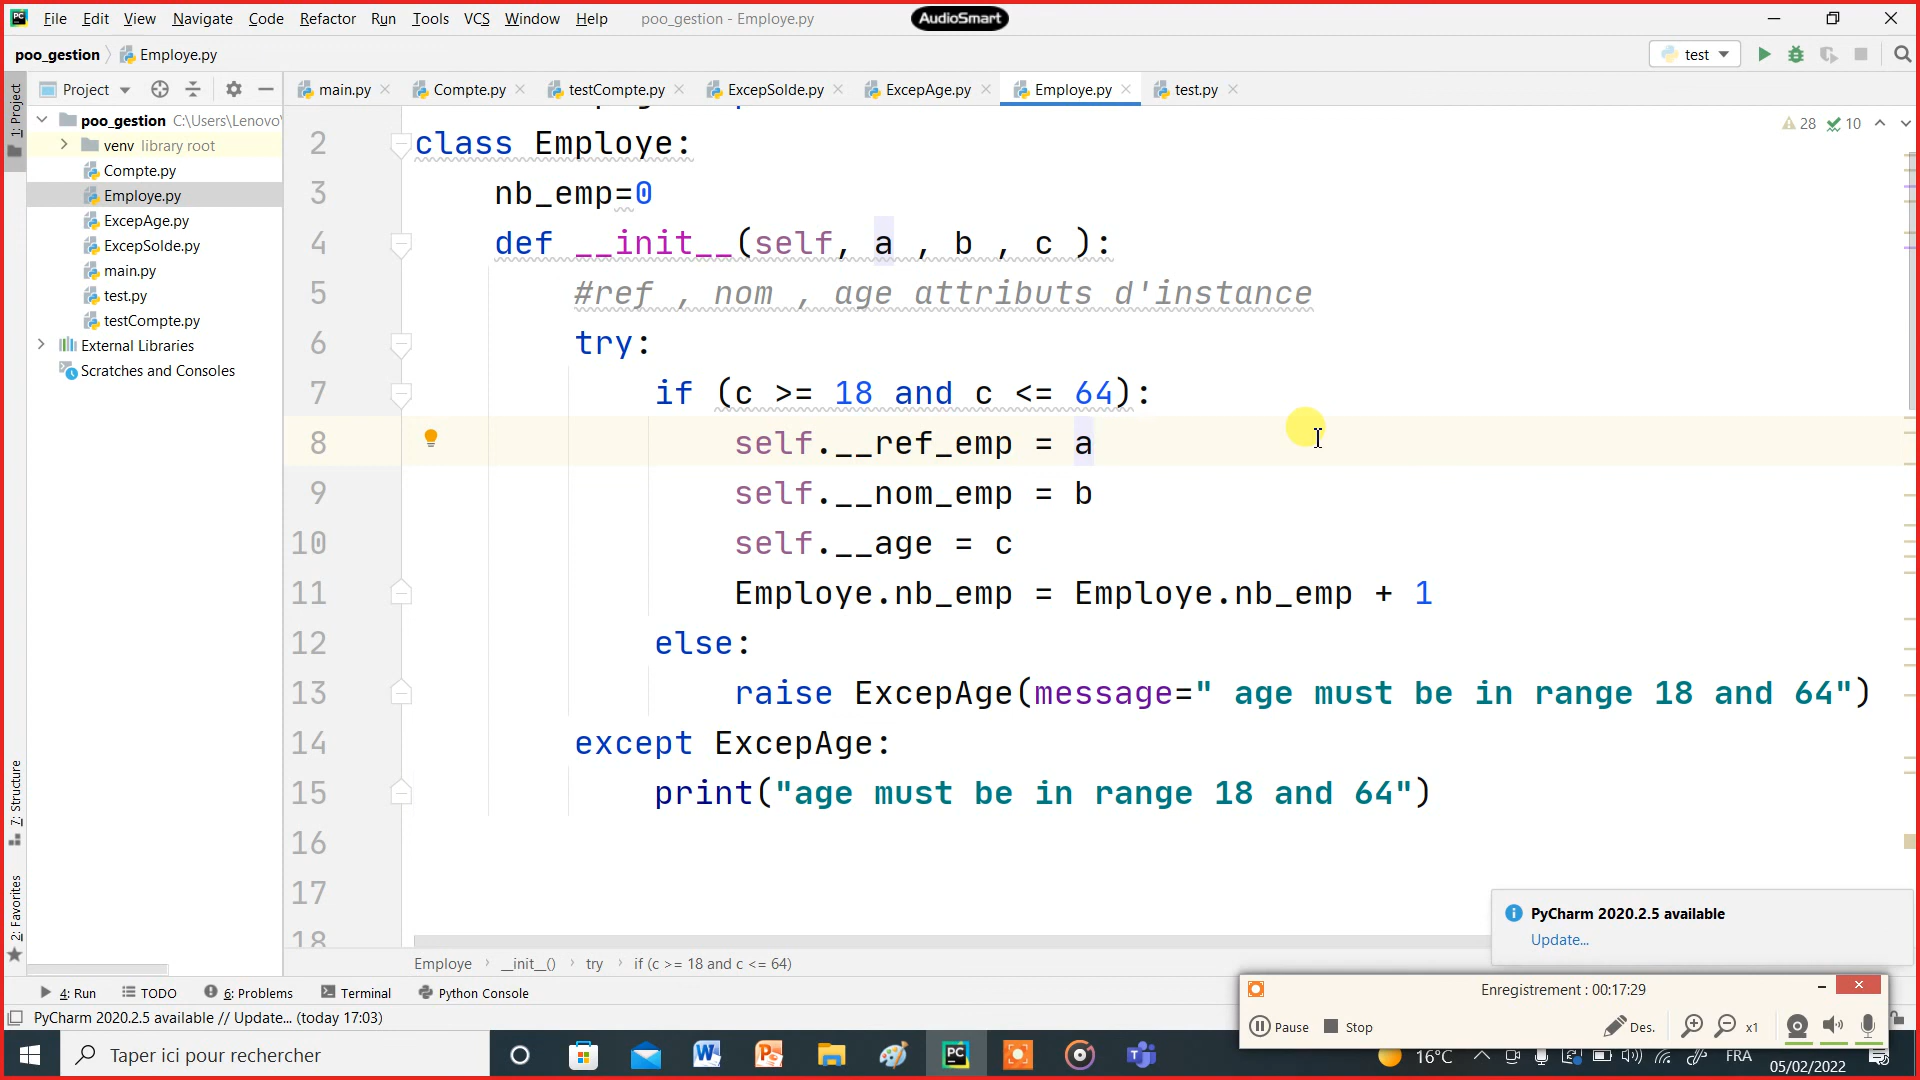 File Edit View Navigate Code Refactor Run Tools VCS Window Help poo_gestion - Employe.py
AudioSmart
poo_gestion Employe.py
test
Project
main.py Compte.py testCompte.py ExcepSolde.py ExcepAge.py Employe.py test.py
1: Project
poo_gestion C:\Users\Lenovo\
venv library root
Compte.py
Employe.py
ExcepAge.py
ExcepSolde.py
main.py
test.py
testCompte.py
External Libraries
Scratches and Consoles
28 10
2 class Employe:
3 nb_emp=0
4 def __init__(self, a , b , c ):
5 #ref , nom , age attributs d'instance
6 try:
7 if (c >= 18 and c <= 64):
8 self.__ref_emp = a
9 self.__nom_emp = b
10 self.__age = c
11 Employe.nb_emp = Employe.nb_emp + 1
12 else:
13 raise ExcepAge(message=" age must be in range 18 and 64")
14 except ExcepAge:
15 print("age must be in range 18 and 64")
16
17
18
7: Structure
2: Favorites
Employe __init__() try if (c >= 18 and c <= 64)
PyCharm 2020.2.5 available
Update...
4: Run TODO 6: Problems Terminal Python Console
PyCharm 2020.2.5 available // Update... (today 17:03)
Enregistrement : 00:17:29
Pause Stop Des. x1
Taper ici pour rechercher
16°C FRA
05/02/2022